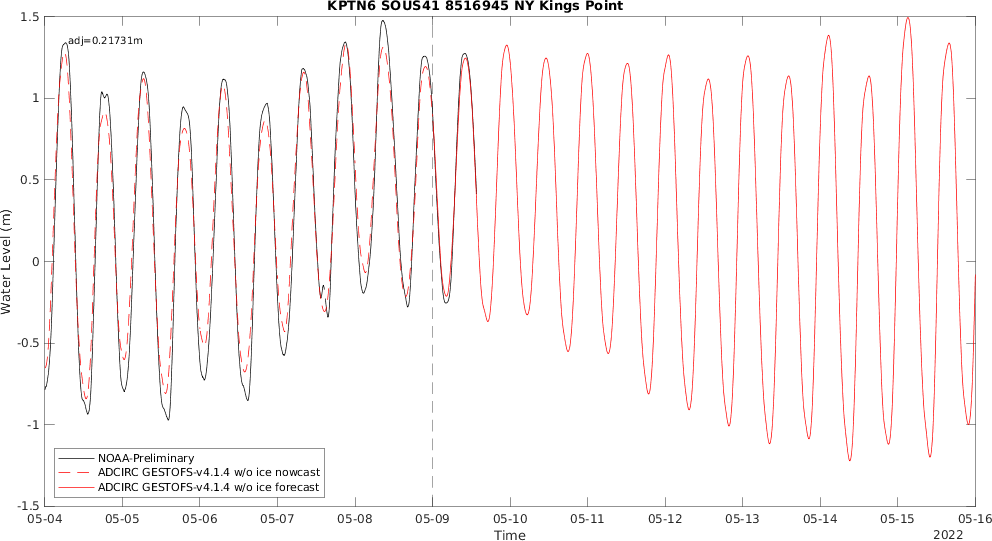 KPTN6 SOUS41 8516945 NY Kings Point
adj=0.21731m
1.5
1
0.5
0
-0.5
-1
-1.5
Water Level (m)
NOAA-Preliminary
ADCIRC GESTOFS-v4.1.4 w/o ice nowcast
ADCIRC GESTOFS-v4.1.4 w/o ice forecast
05-04 05-05 05-06 05-07 05-08 05-09 05-10 05-11 05-12 05-13 05-14 05-15 05-16
Time
2022